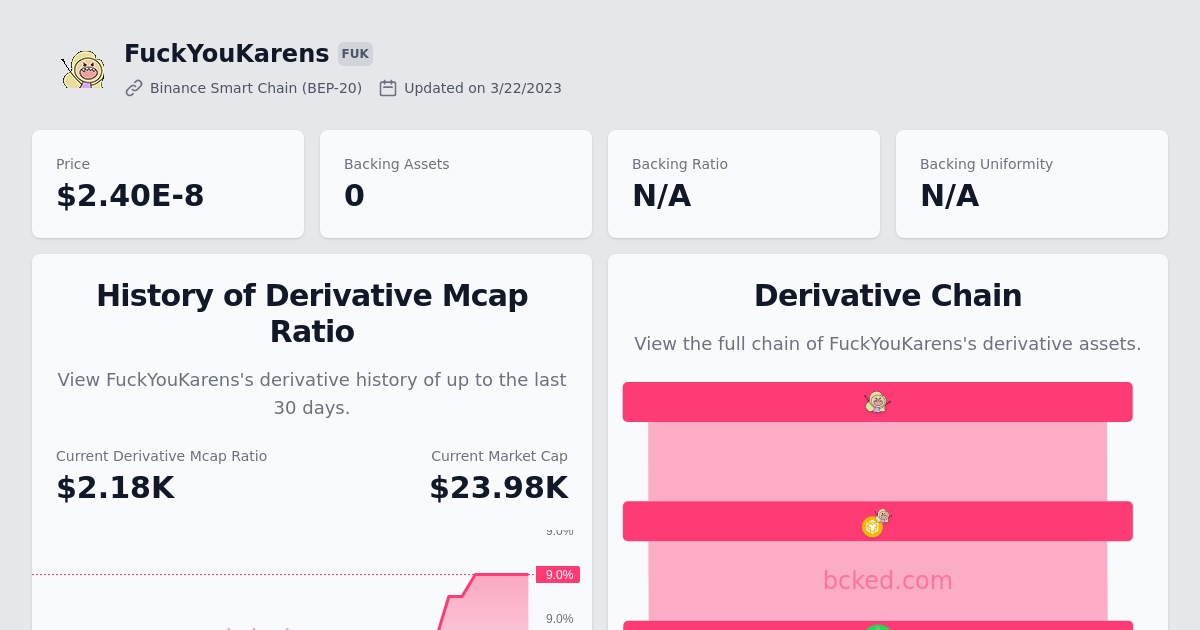 FuckYouKarens FUK
Binance Smart Chain (BEP-20) Updated on 3/22/2023
Price
$2.40E-8
Backing Assets
0
Backing Ratio
N/A
Backing Uniformity
N/A
History of Derivative Mcap
Ratio
View FuckYouKarens's derivative history of up to the last
30 days.
Current Derivative Mcap Ratio
$2.18K
Current Market Cap
$23.98K
9.0%
9.0%
9.0%
Derivative Chain
View the full chain of FuckYouKarens's derivative assets.
bcked.com